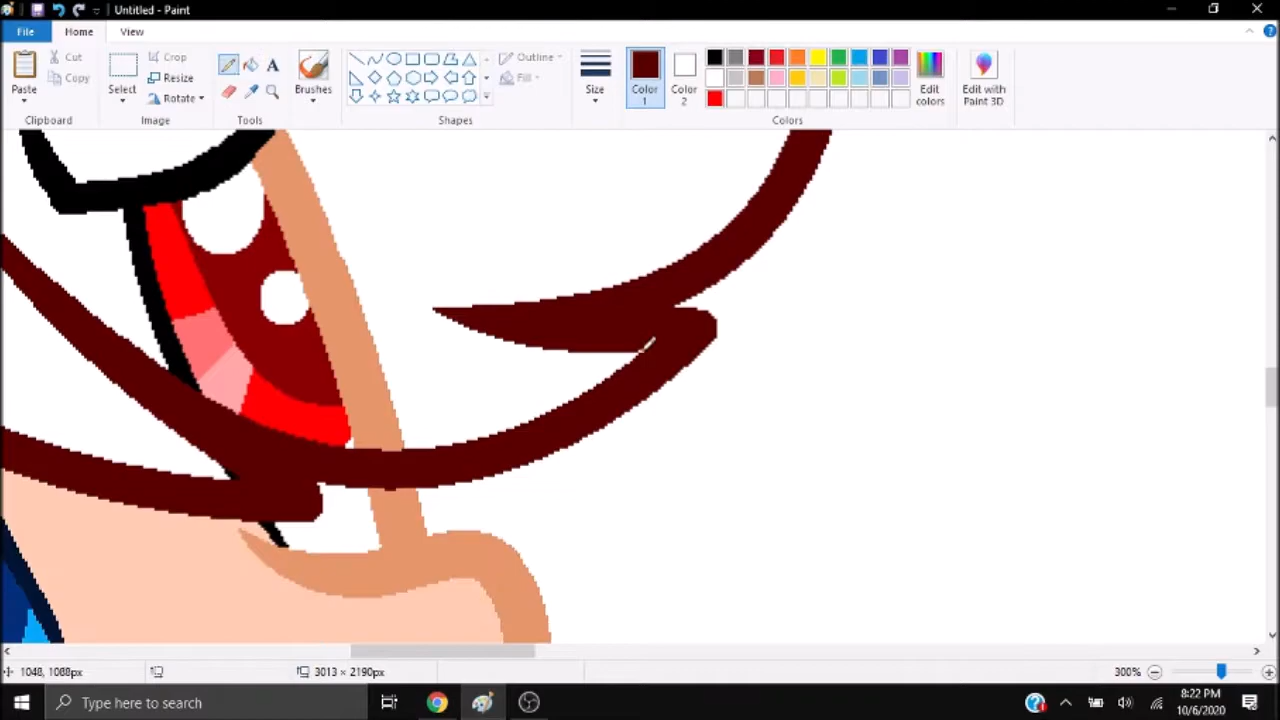 Untitled - Paint
File Home View
Paste
Cut
Copy
Clipboard
Select
Crop
Resize
Rotate
Image
A
Tools
Brushes
Outline
Fill
Shapes
Size
Color 1
Color 2
Edit colors
Colors
Edit with Paint 3D
1048, 1088px
3013 × 2190px
300%
Type here to search
8:22 PM
10/6/2020